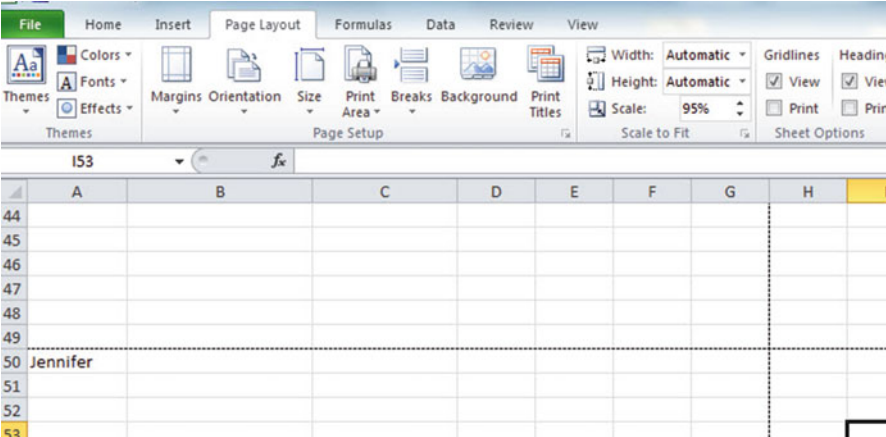 File Home Insert Page Layout Formulas Data Review View
Aa Colors Width: Automatic Gridlines
A Fonts Height: Automatic View
Themes Effects Margins Orientation Size Print Area Breaks Background Print Titles Scale: 95% Print
Themes Page Setup Scale to Fit Sheet Options
I53 fx
A B C D E F G H
44
45
46
47
48
49
50 Jennifer
51
52
53